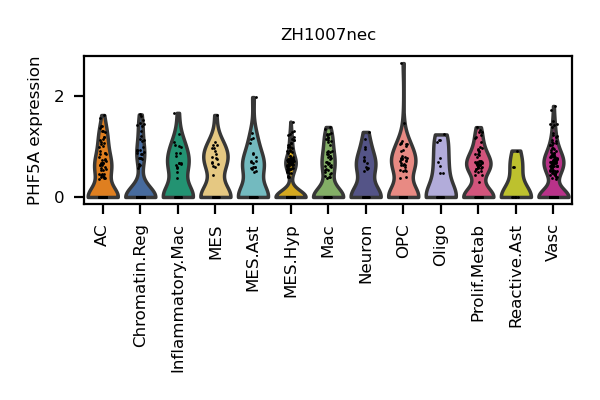 ZH1007nec
PHF5A expression
2
0
AC
Chromatin.Reg
Inflammatory.Mac
MES
MES.Ast
MES.Hyp
Mac
Neuron
OPC
Oligo
Prolif.Metab
Reactive.Ast
Vasc